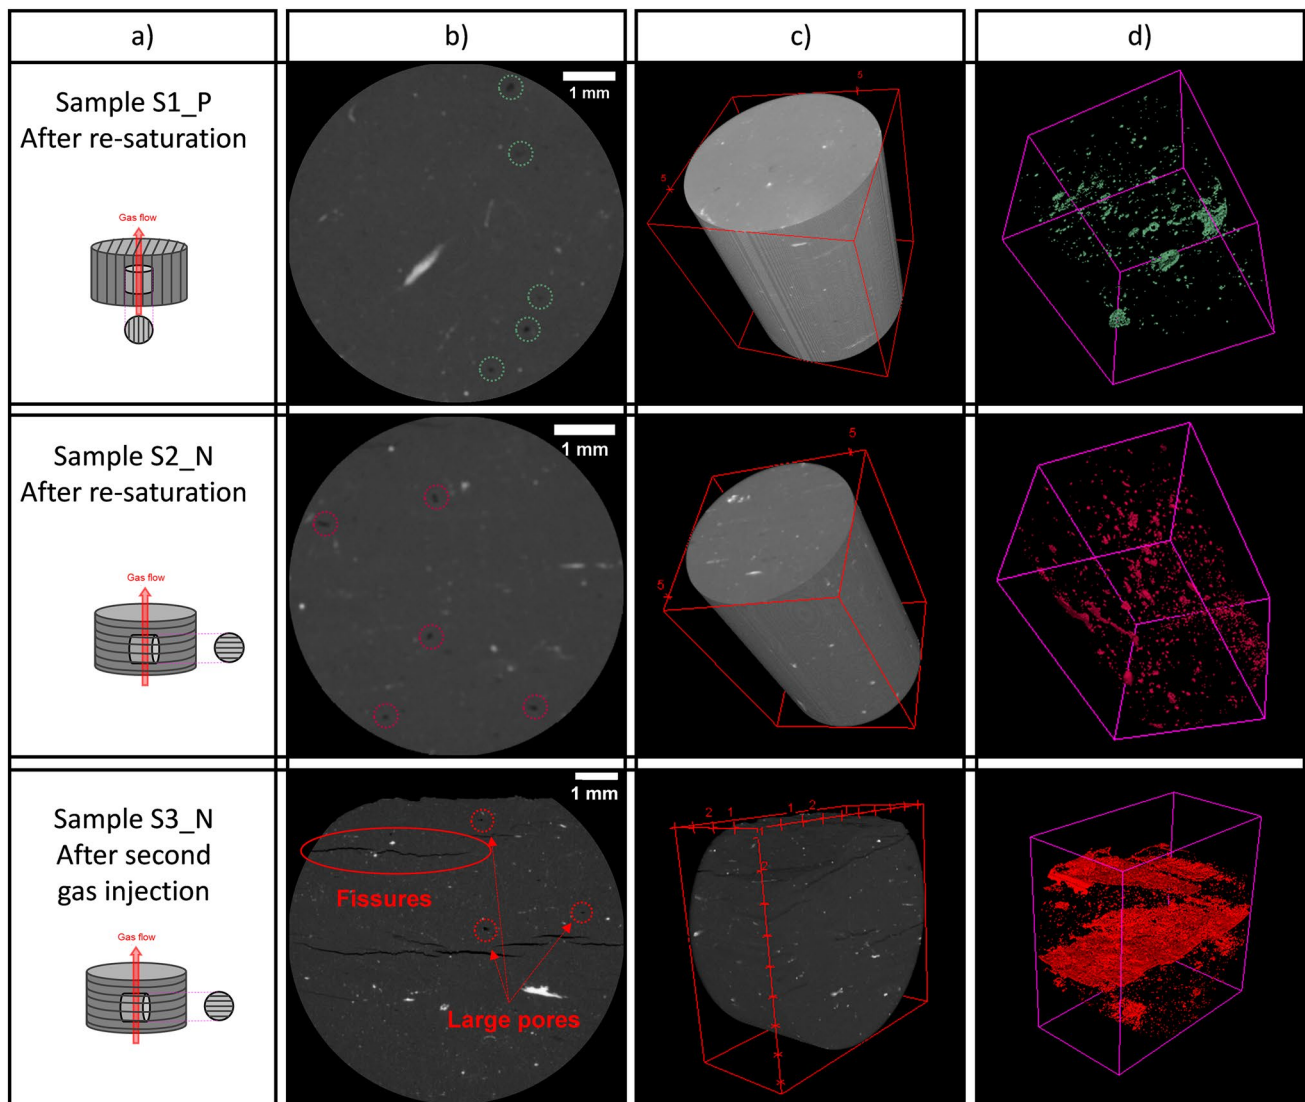 a)
b)
c)
d)
Sample S1_P
After re-saturation
Gas flow
1 mm
5
5
Sample S2_N
After re-saturation
Gas flow
1 mm
5
5
Sample S3_N
After second
gas injection
Gas flow
1 mm
Fissures
Large pores
2 1 1 2
2